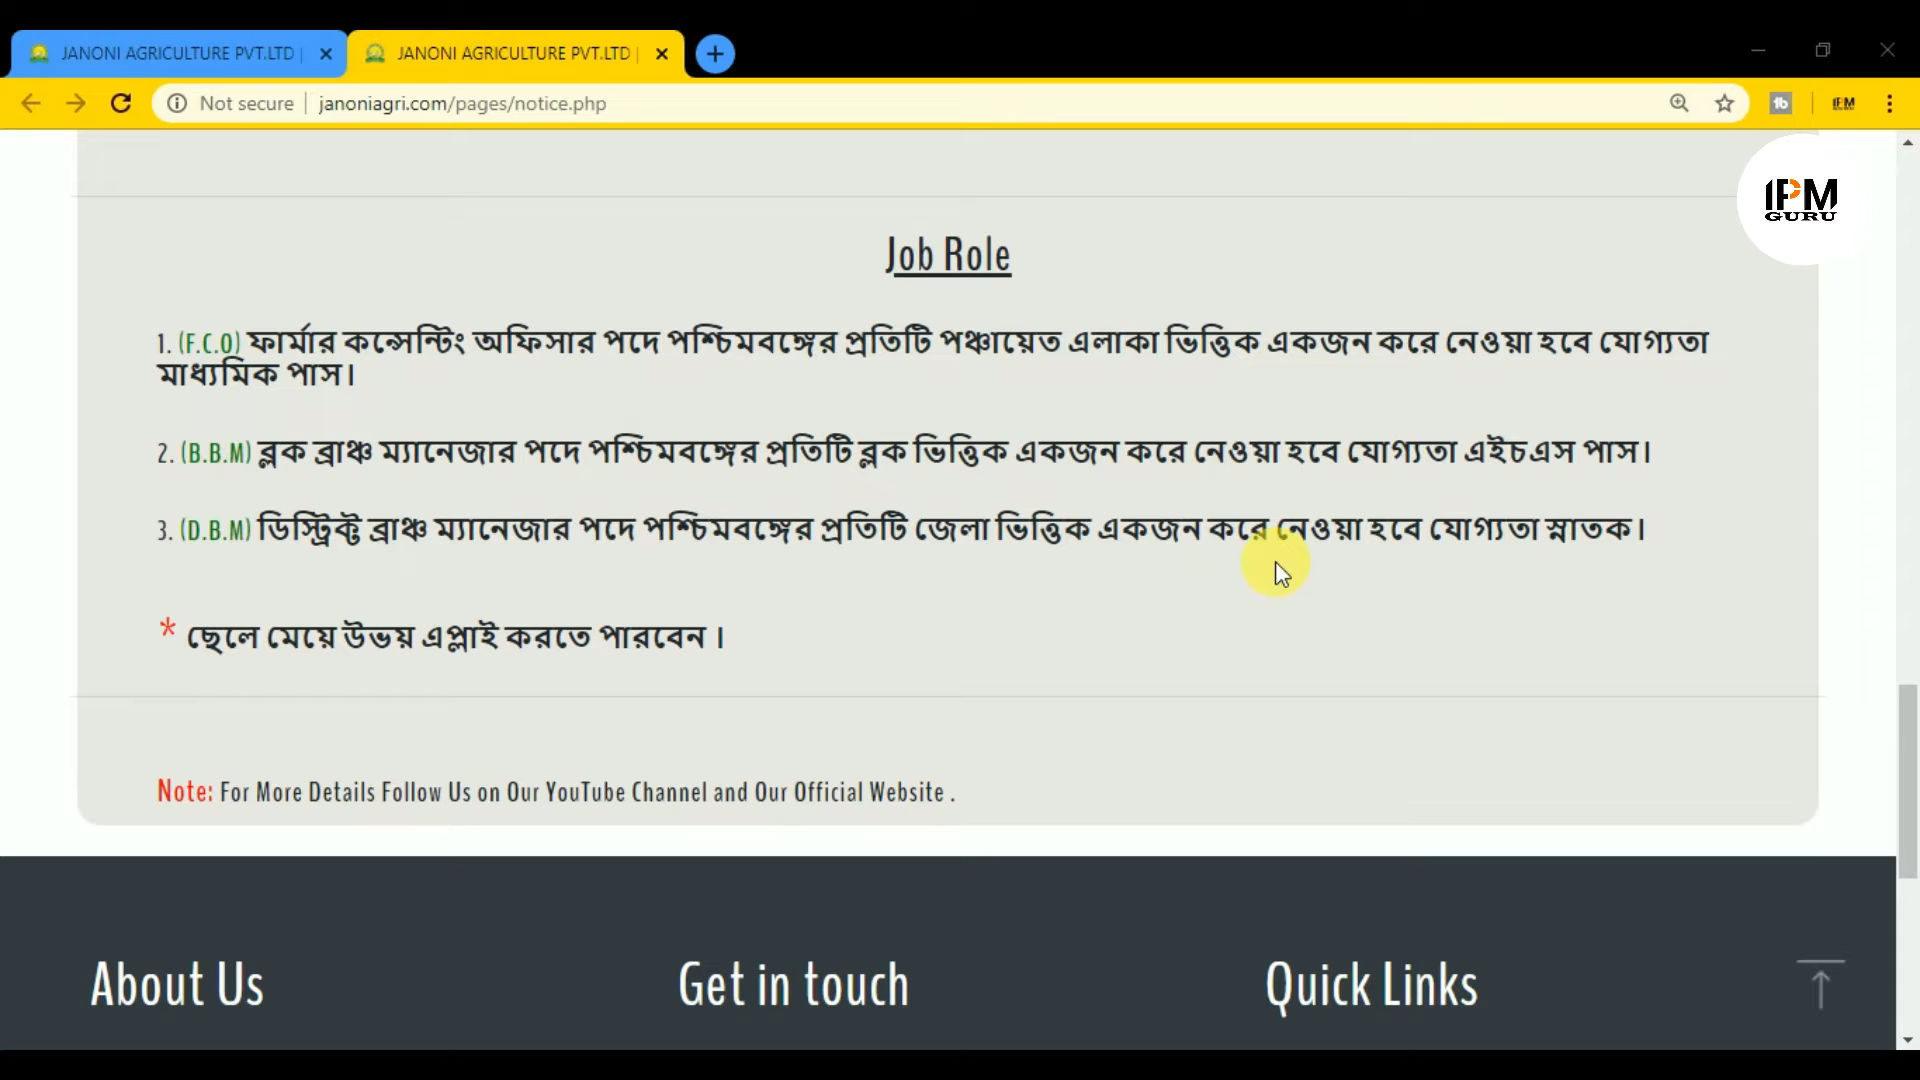 JANONI AGRICULTURE PVT.LTD |
JANONI AGRICULTURE PVT.LTD |
Not secure | janoniagri.com/pages/notice.php
IPM
GURU
Job Role
1. (F.C.O) ফার্মার কন্সেন্টিং অফিসার পদে পশ্চিমবঙ্গের প্রতিটি পঞ্চায়েত এলাকা ভিত্তিক একজন করে নেওয়া হবে যোগ্যতা
মাধ্যমিক পাস।
2. (B.B.M) ব্লক ব্রাঞ্চ ম্যানেজার পদে পশ্চিমবঙ্গের প্রতিটি ব্লক ভিত্তিক একজন করে নেওয়া হবে যোগ্যতা এইচএস পাস।
3. (D.B.M) ডিস্ট্রিক্ট ব্রাঞ্চ ম্যানেজার পদে পশ্চিমবঙ্গের প্রতিটি জেলা ভিত্তিক একজন করে নেওয়া হবে যোগ্যতা স্নাতক।
* ছেলে মেয়ে উভয় এপ্লাই করতে পারবেন ।
Note: For More Details Follow Us on Our YouTube Channel and Our Official Website .
About Us
Get in touch
Quick Links